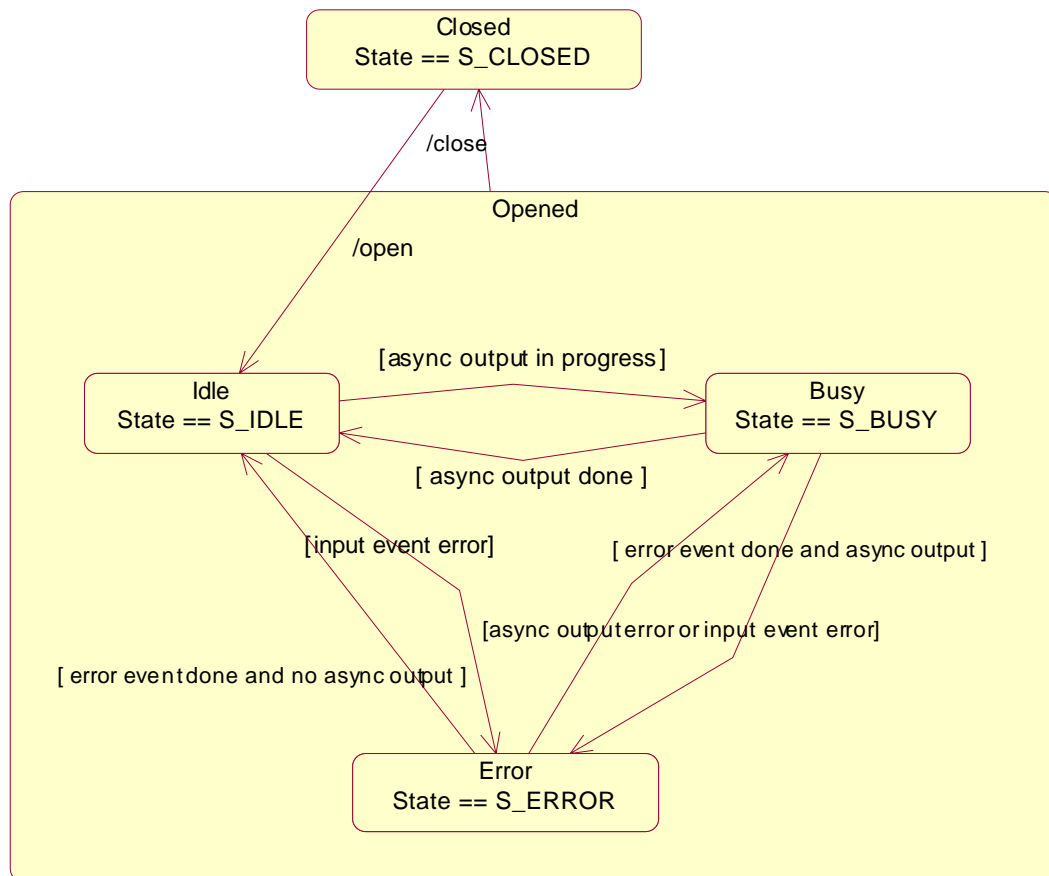 Closed
State == S_CLOSED
/close
Opened
/open
[async output in progress]
Idle
State == S_IDLE
Busy
State == S_BUSY
[ async output done ]
[input event error]
[ error event done and async output ]
[async output error or input event error]
[ error event done and no async output ]
Error
State == S_ERROR